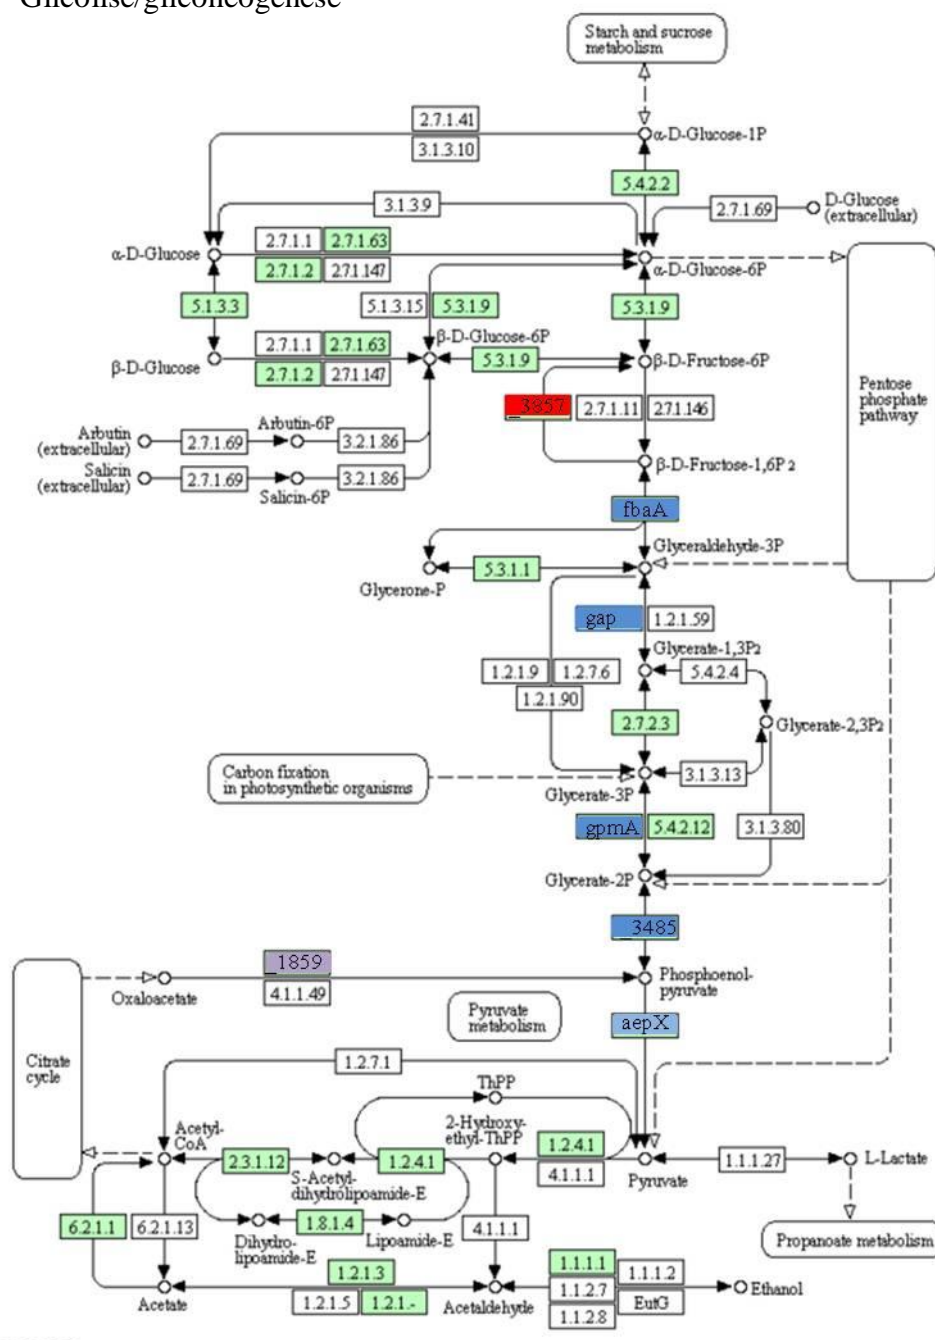 Glicólise/gliconeogênese
Starch and sucrose
metabolism
2.7.1.41
3.1.3.10
α-D-Glucose-1P
5.4.2.2
3.1.3.9
2.7.1.69
D-Glucose
(extracellular)
2.7.1.1
2.7.1.63
α-D-Glucose
2.7.1.2
2.7.1.147
α-D-Glucose-6P
5.1.3.3
5.1.3.15
5.3.1.9
5.3.1.9
β-D-Glucose-6P
2.7.1.1
2.7.1.63
β-D-Glucose
2.7.1.2
2.7.1.147
5.3.1.9
β-D-Fructose-6P
Pentose
phosphate
pathway
_3857
2.7.1.11
2.7.1.146
Arbutin
(extracellular)
2.7.1.69
Arbutin-6P
3.2.1.86
Salicin
(extracellular)
2.7.1.69
Salicin-6P
3.2.1.86
β-D-Fructose-1,6P2
fbaA
Glyceraldehyde-3P
Glycerone-P
5.3.1.1
gap
1.2.1.59
Glycerate-1,3P2
1.2.1.9
1.2.7.6
1.2.1.90
5.4.2.4
2.7.2.3
Glycerate-2,3P2
Carbon fixation
in photosynthetic organisms
Glycerate-3P
3.1.3.13
gpmA
5.4.2.12
3.1.3.80
Glycerate-2P
_3485
_1859
4.1.1.49
Oxaloacetate
Phosphoenol-
pyruvate
Pyruvate
metabolism
aepX
Citrate
cycle
1.2.7.1
ThPP
Acetyl-
CoA
2-Hydroxy-
ethyl-ThPP
2.3.1.12
S-Acetyl-
dihydrolipoamide-E
1.2.4.1
1.2.4.1
4.1.1.1
Pyruvate
1.1.1.27
L-Lactate
6.2.1.1
6.2.1.13
Dihydro-
lipoamide-E
1.8.1.4
Lipoamide-E
4.1.1.1
Propanoate metabolism
1.2.1.3
1.2.1.5
1.2.1.-
Acetate
Acetaldehyde
1.1.1.1
1.1.1.2
1.1.2.7
EutG
1.1.2.8
Ethanol